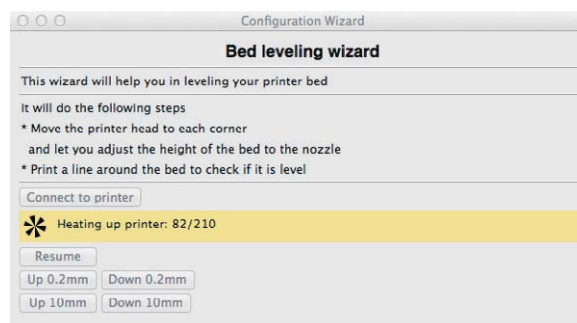 Configuration Wizard
Bed leveling wizard
This wizard will help you in leveling your printer bed
It will do the following steps
* Move the printer head to each corner
and let you adjust the height of the bed to the nozzle
* Print a line around the bed to check if it is level
Connect to printer
Heating up printer: 82/210
Resume
Up 0.2mm Down 0.2mm
Up 10mm Down 10mm